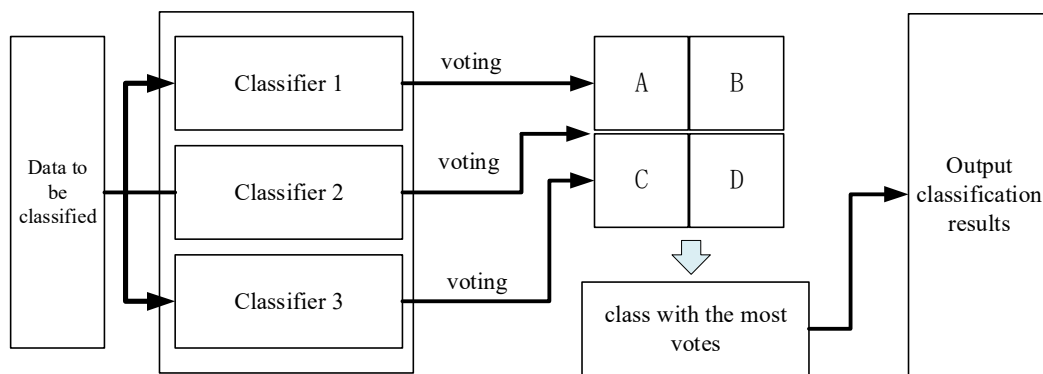 Data to
be
classified
Classifier 1
Classifier 2
Classifier 3
voting
voting
voting
A
B
C
D
class with the most
votes
Output
classification
results